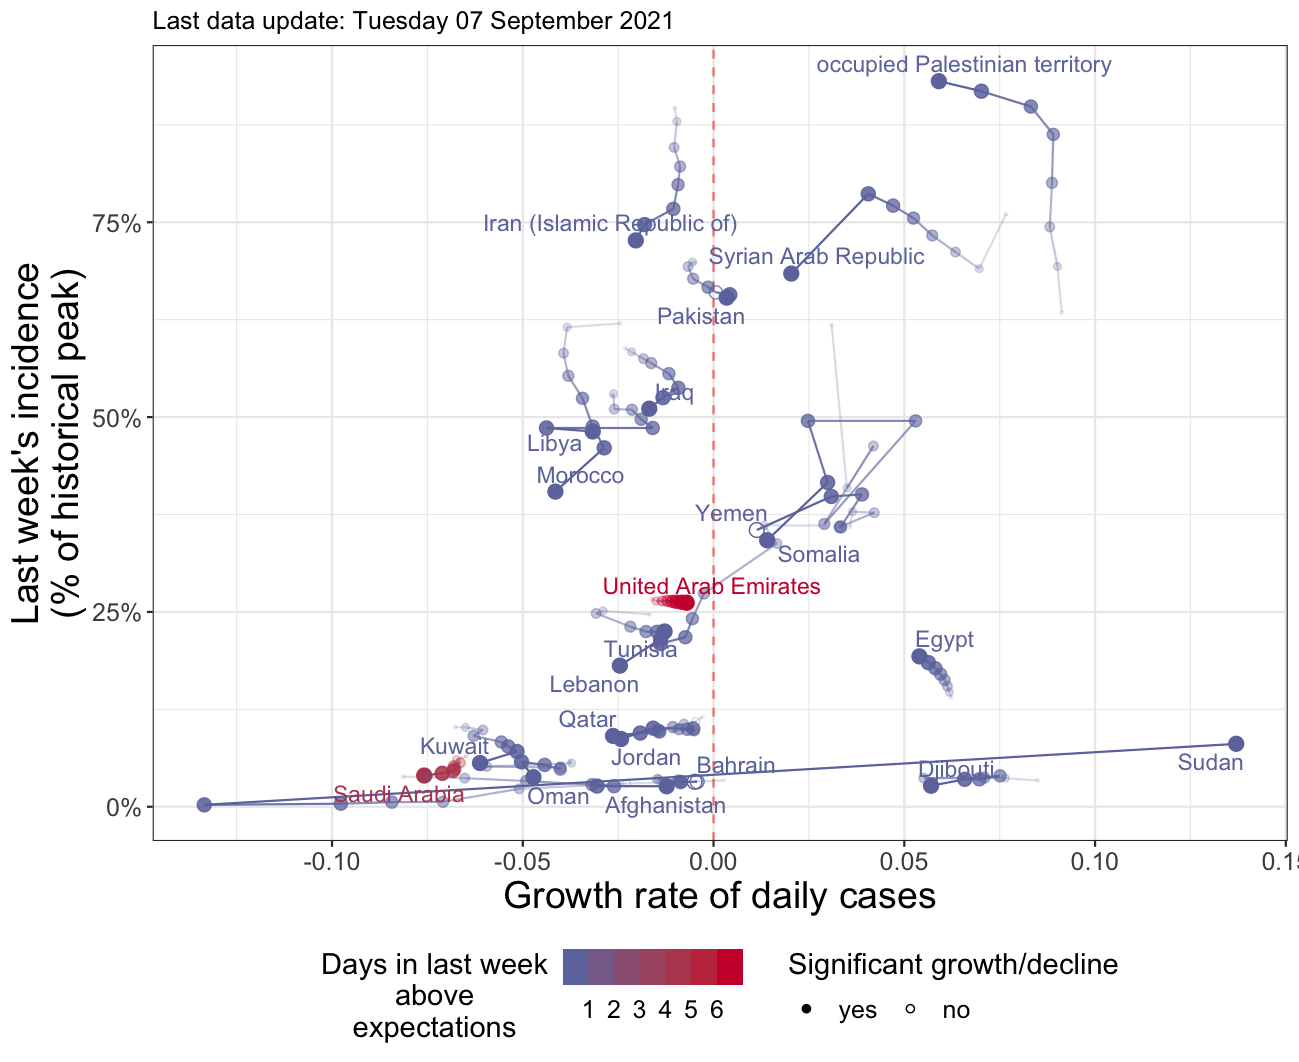 Last data update: Tuesday 07 September 2021
occupied Palestinian territory
Iran (Islamic Republic of)
Syrian Arab Republic
Pakistan
Iraq
Libya
Morocco
Yemen
Somalia
United Arab Emirates
Tunisia
Lebanon
Egypt
Qatar
Jordan
Kuwait
Bahrain
Djibouti
Sudan
Saudi Arabia
Oman
Afghanistan
75%
50%
25%
0%
Last week's incidence
(% of historical peak)
-0.10
-0.05
0.00
0.05
0.10
Growth rate of daily cases
Days in last week
above
expectations
1 2 3 4 5 6
Significant growth/decline
yes
no